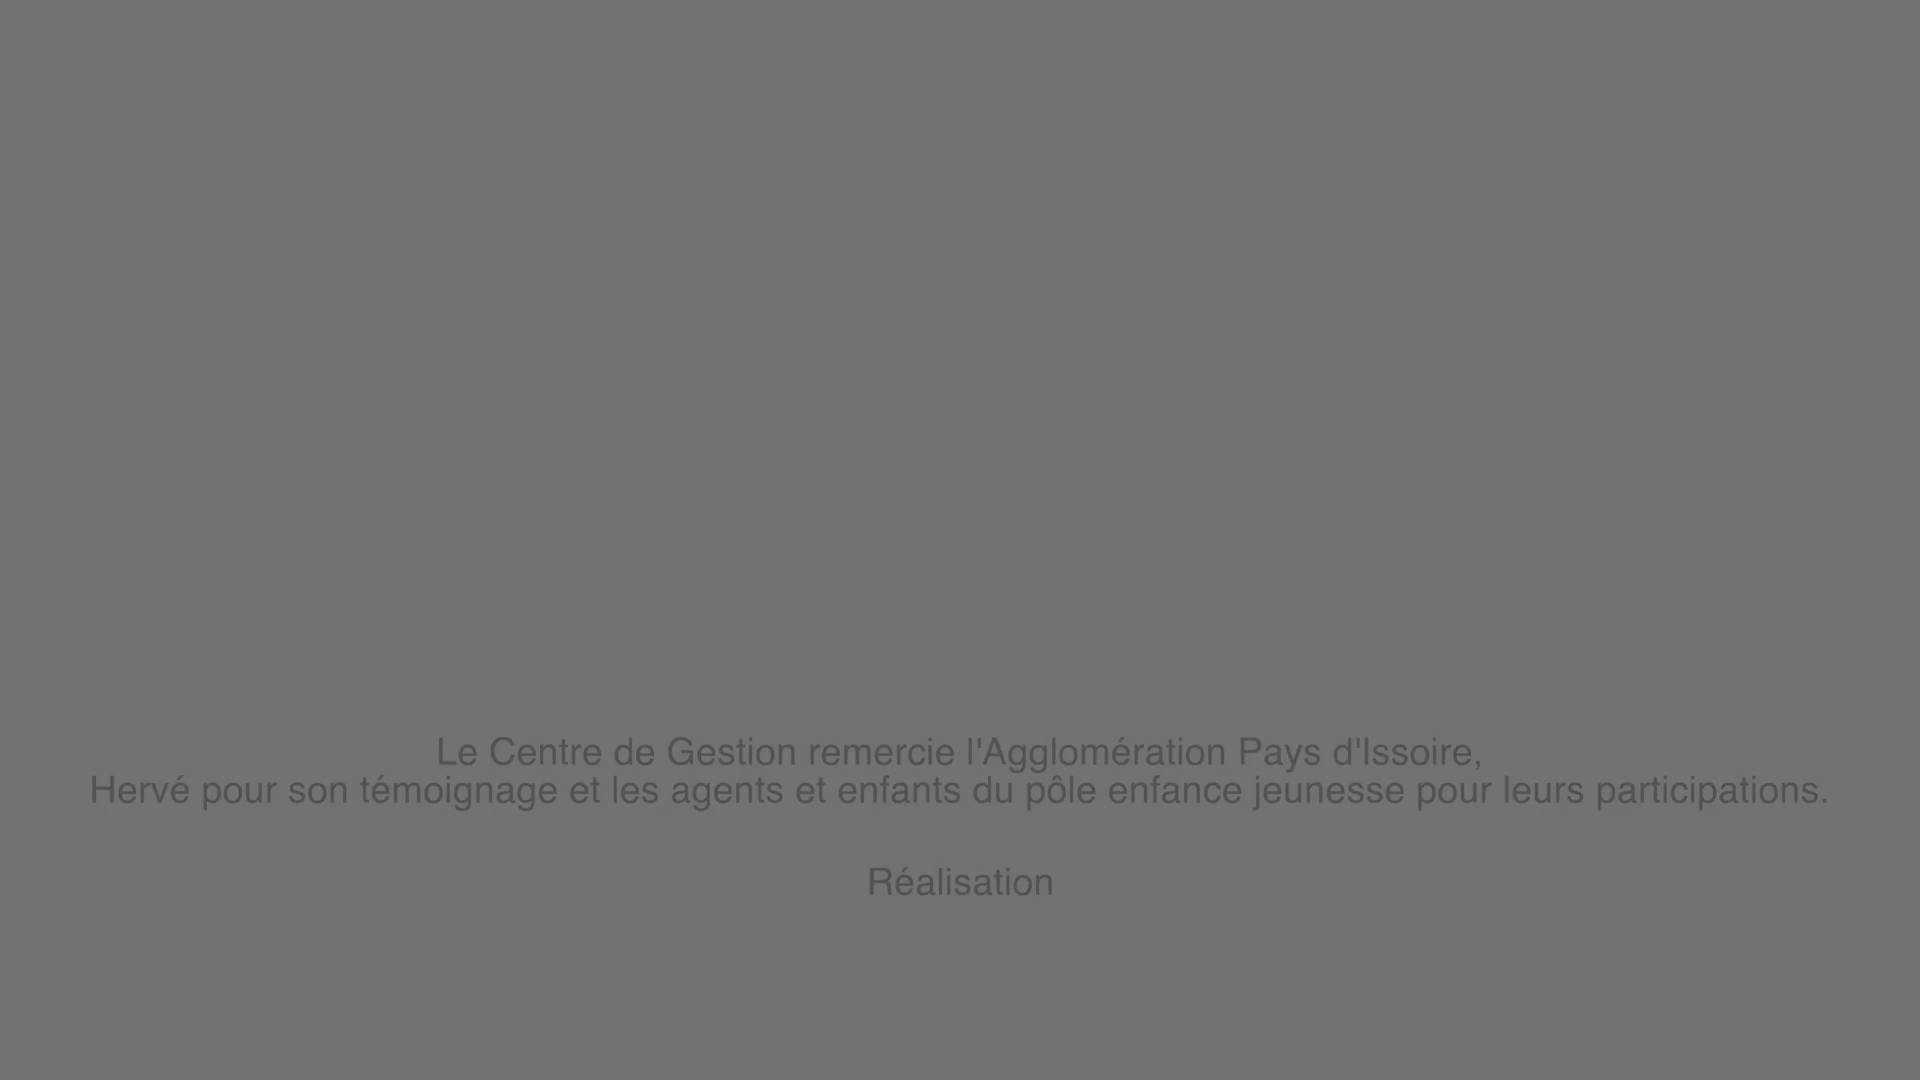 Le Centre de Gestion remercie l'Agglomération Pays d'Issoire,
Hervé pour son témoignage et les agents et enfants du pôle enfance jeunesse pour leurs participations.
Réalisation